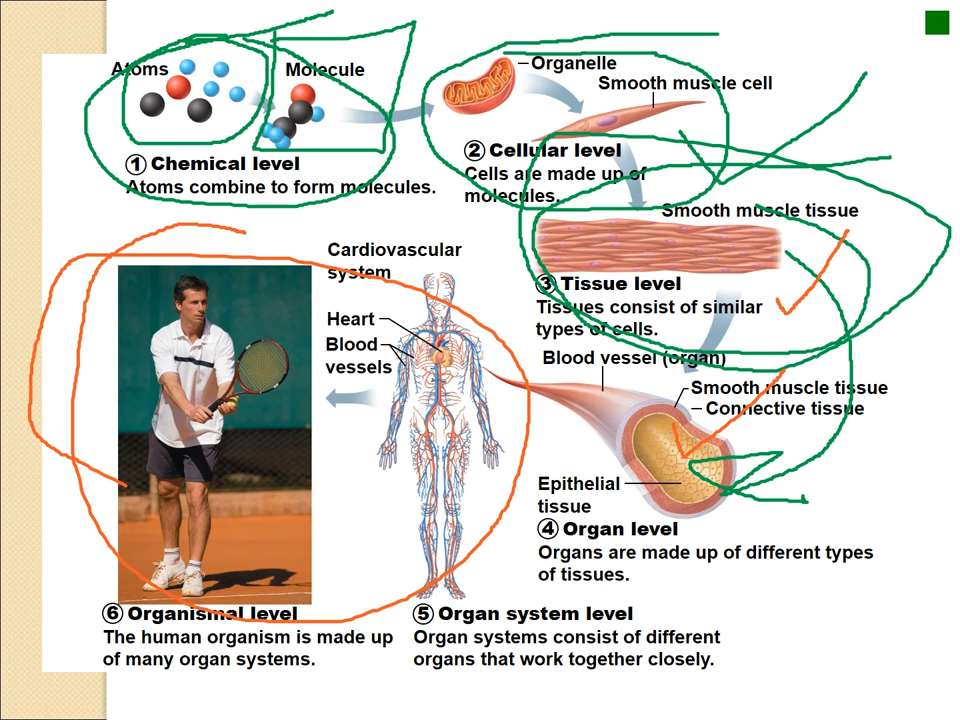 Atoms
Molecule
① Chemical level
Atoms combine to form molecules.
Organelle
Smooth muscle cell
② Cellular level
Cells are made up of
molecules.
Smooth muscle tissue
③ Tissue level
Tissues consist of similar
types of cells.
Cardiovascular
system
Heart
Blood
vessels
Blood vessel (organ)
Smooth muscle tissue
Connective tissue
Epithelial
tissue
④ Organ level
Organs are made up of different types
of tissues.
⑥ Organismal level
The human organism is made up
of many organ systems.
⑤ Organ system level
Organ systems consist of different
organs that work together closely.